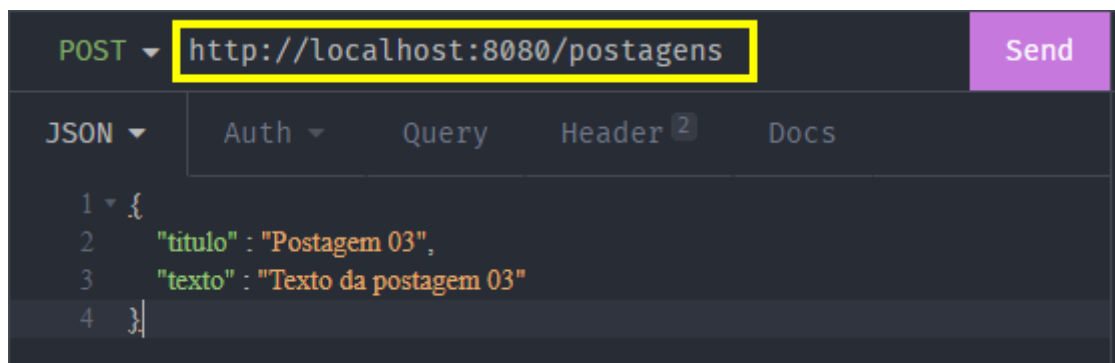 POST http://localhost:8080/postagens Send
JSON Auth Query Header 2 Docs
1 {
2 "titulo" : "Postagem 03",
3 "texto" : "Texto da postagem 03"
4 }